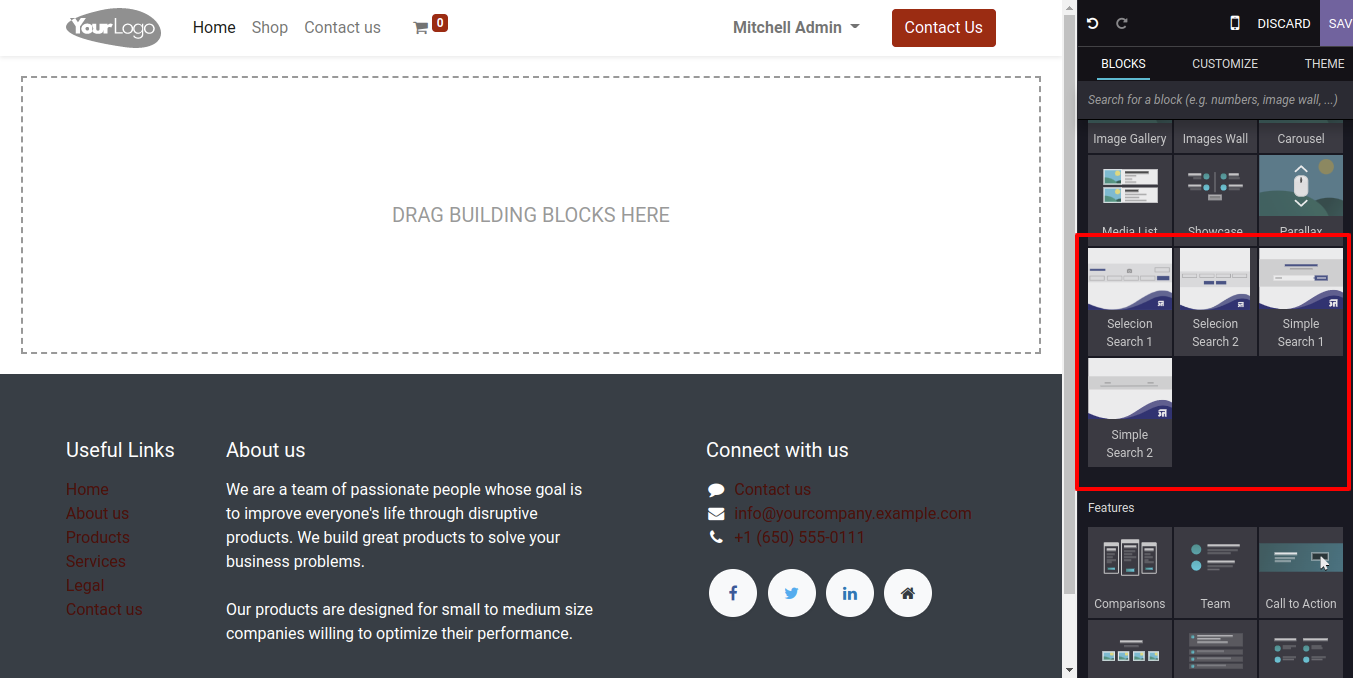 YourLogo
Home Shop Contact us 0
Mitchell Admin
Contact Us
DISCARD
SAV
BLOCKS CUSTOMIZE THEME
Search for a block (e.g. numbers, image wall, ...)
Image Gallery Images Wall Carousel
Media List Showcase Parallax
DRAG BUILDING BLOCKS HERE
Selecion
Search 1
Selecion
Search 2
Simple
Search 1
Simple
Search 2
Features
Comparisons Team Call to Action
Useful Links
Home
About us
Products
Services
Legal
Contact us
About us
We are a team of passionate people whose goal is
to improve everyone's life through disruptive
products. We build great products to solve your
business problems.
Our products are designed for small to medium size
companies willing to optimize their performance.
Connect with us
Contact us
info@yourcompany.example.com
+1 (650) 555-0111